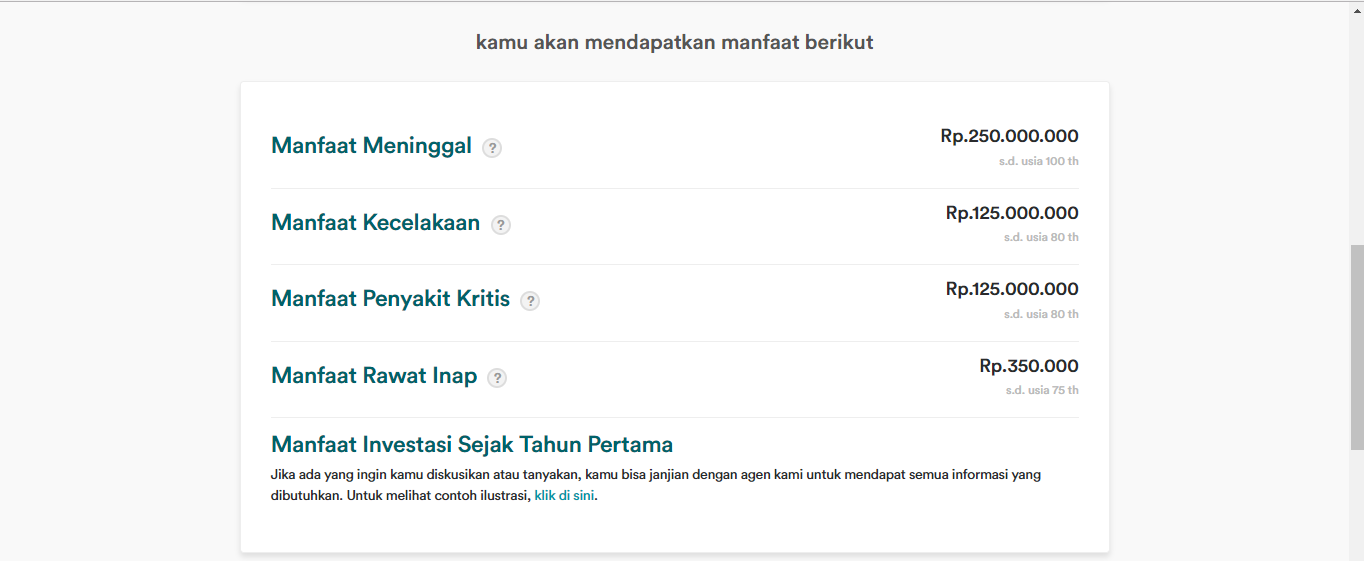 kamu akan mendapatkan manfaat berikut
Manfaat Meninggal ?
Rp.250.000.000
s.d. usia 100 th
Manfaat Kecelakaan ?
Rp.125.000.000
s.d. usia 80 th
Manfaat Penyakit Kritis ?
Rp.125.000.000
s.d. usia 80 th
Manfaat Rawat Inap ?
Rp.350.000
s.d. usia 75 th
Manfaat Investasi Sejak Tahun Pertama
Jika ada yang ingin kamu diskusikan atau tanyakan, kamu bisa janjian dengan agen kami untuk mendapat semua informasi yang
dibutuhkan. Untuk melihat contoh ilustrasi, klik di sini.